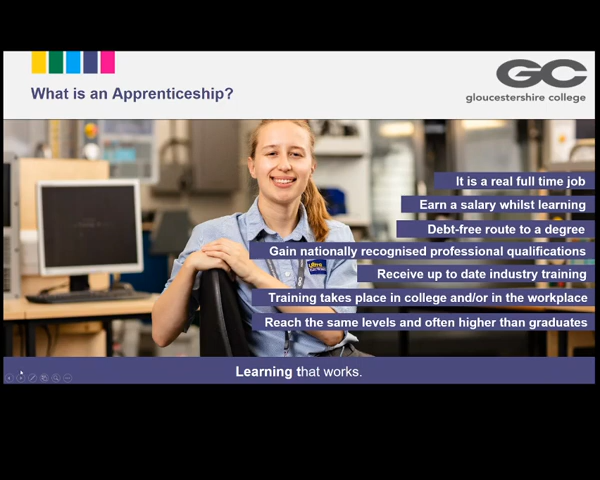 GC
gloucestershire college
What is an Apprenticeship?
It is a real full time job
Earn a salary whilst learning
Debt-free route to a degree
Gain nationally recognised professional qualifications
Receive up to date industry training
Training takes place in college and/or in the workplace
Reach the same levels and often higher than graduates
Learning that works.